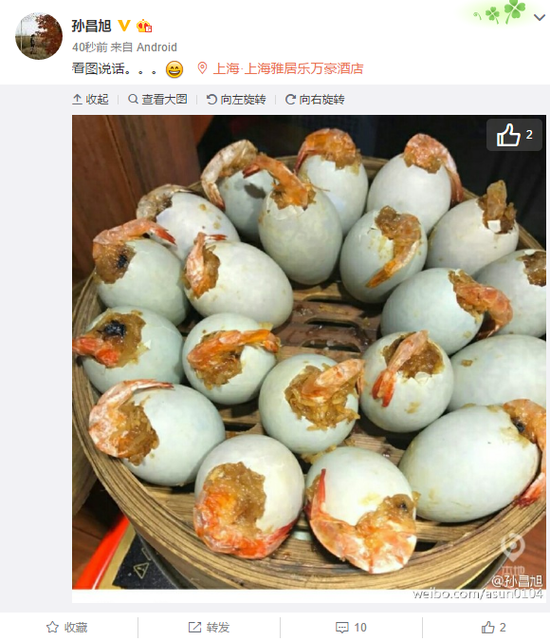 孙昌旭
40秒前 来自 Android
看图说话。。。 上海·上海雅居乐万豪酒店
收起 查看大图 向左旋转 向右旋转
2
@孙昌旭
weibo.com/asun0104
收藏 转发 10 2